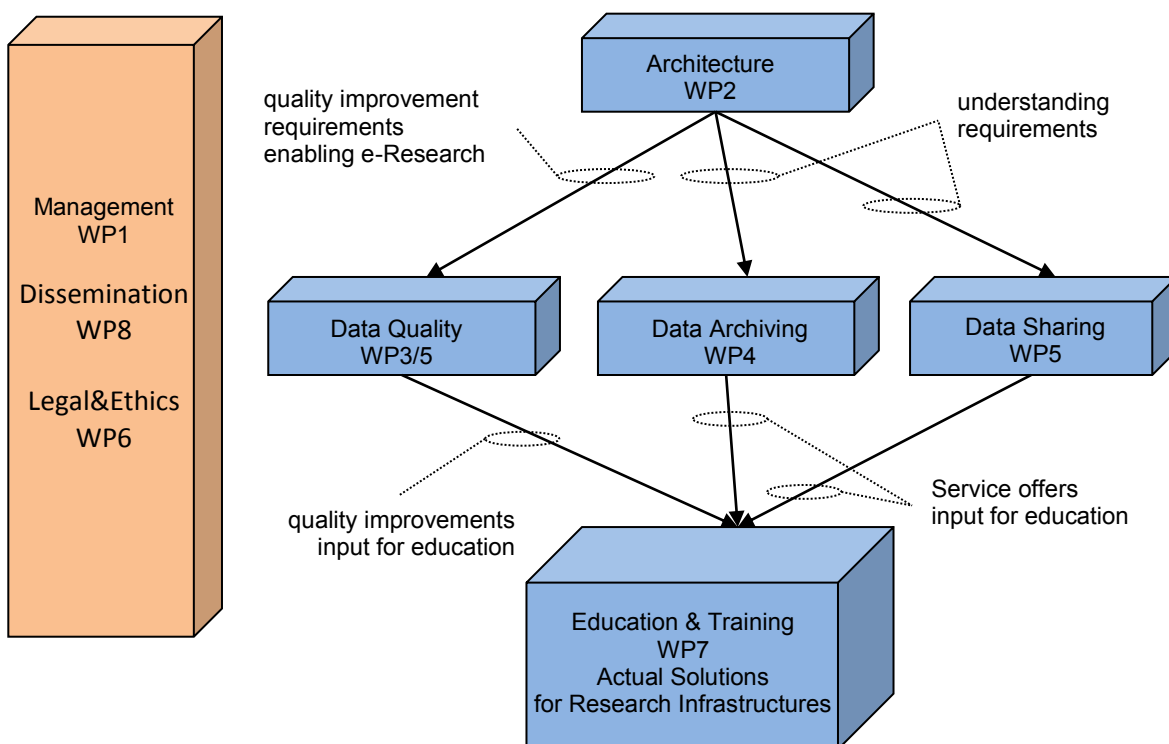 Management
WP1
Dissemination
WP8
Legal&Ethics
WP6
Architecture
WP2
quality improvement
requirements
enabling e-Research
understanding
requirements
Data Quality
WP3/5
Data Archiving
WP4
Data Sharing
WP5
quality improvements
input for education
Service offers
input for education
Education & Training
WP7
Actual Solutions
for Research Infrastructures